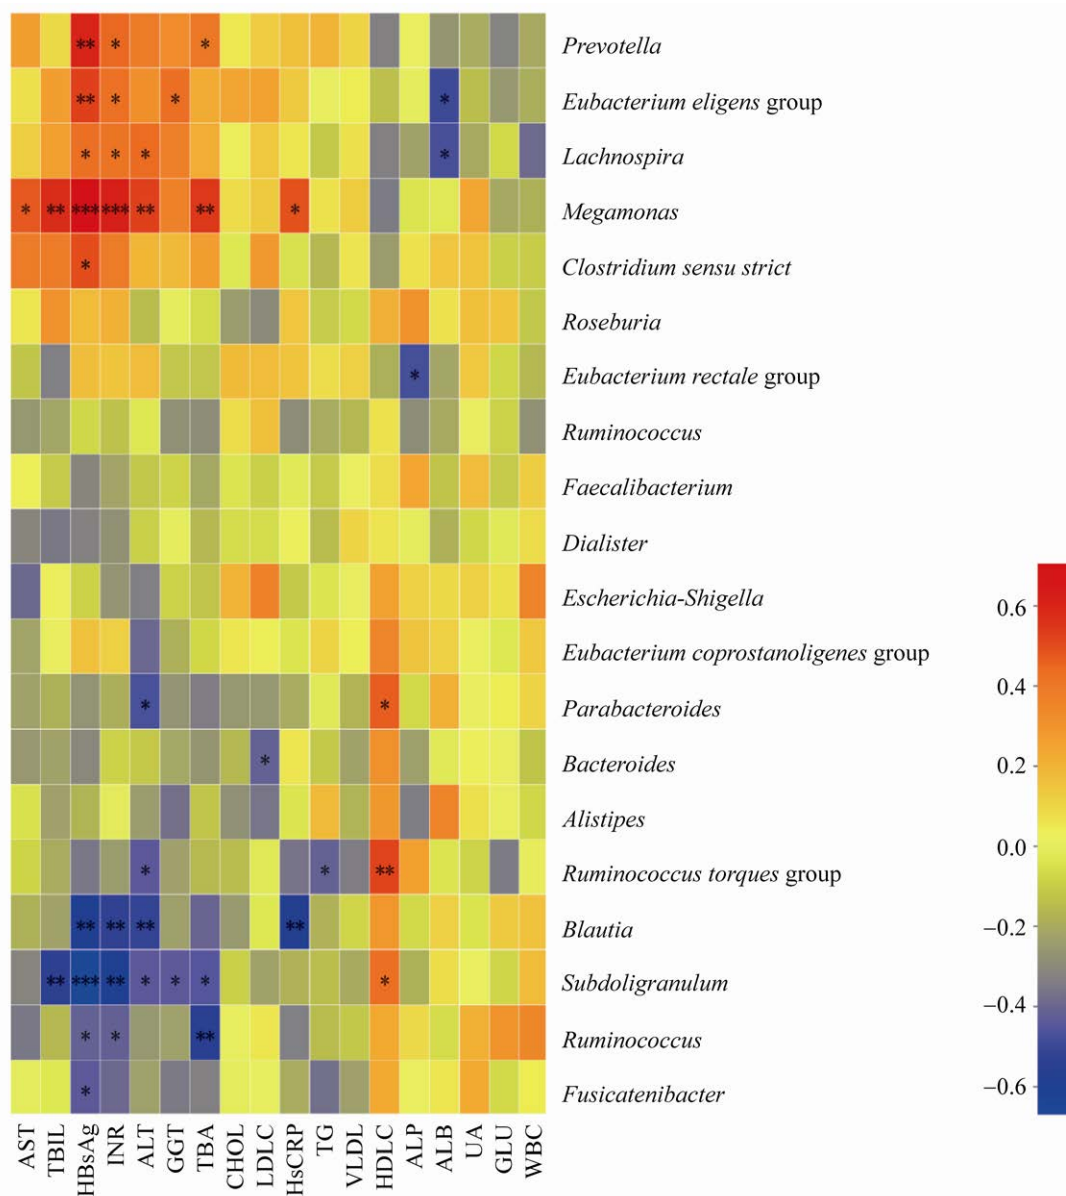 ** * * Prevotella
** * * * Eubacterium eligens group
* * * * Lachnospira
* ** *** *** ** ** * Megamonas
* Clostridium sensu strict
Roseburia
* Eubacterium rectale group
Ruminococcus
Faecalibacterium
Dialister
Escherichia-Shigella
0.6
Eubacterium coprostanoligenes group
0.4
* * Parabacteroides
* Bacteroides
0.2
Alistipes
0.0
* * ** Ruminococcus torques group
** ** ** ** Blautia
−0.2
** *** ** * * * * Subdoligranulum
−0.4
* * ** Ruminococcus
−0.6
* Fusicatenibacter
AST TBIL HBsAg INR ALT GGT TBA CHOL LDLC HsCRP TG VLDL HDLC ALP ALB UA GLU WBC